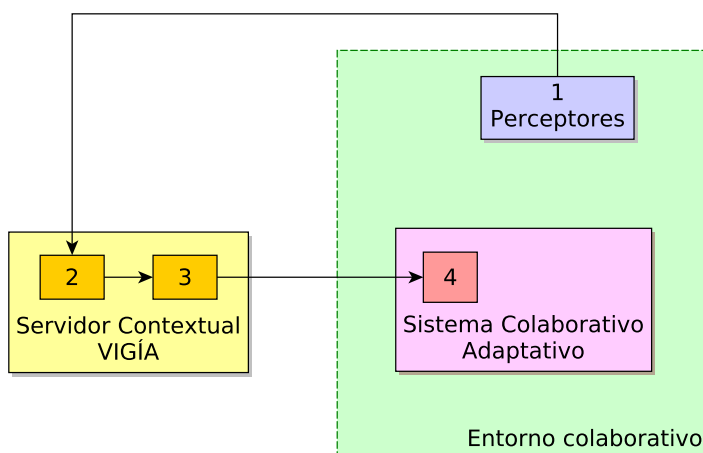 1
Perceptores
2
3
4
Servidor Contextual
VIGÍA
Sistema Colaborativo
Adaptativo
Entorno colaborativo